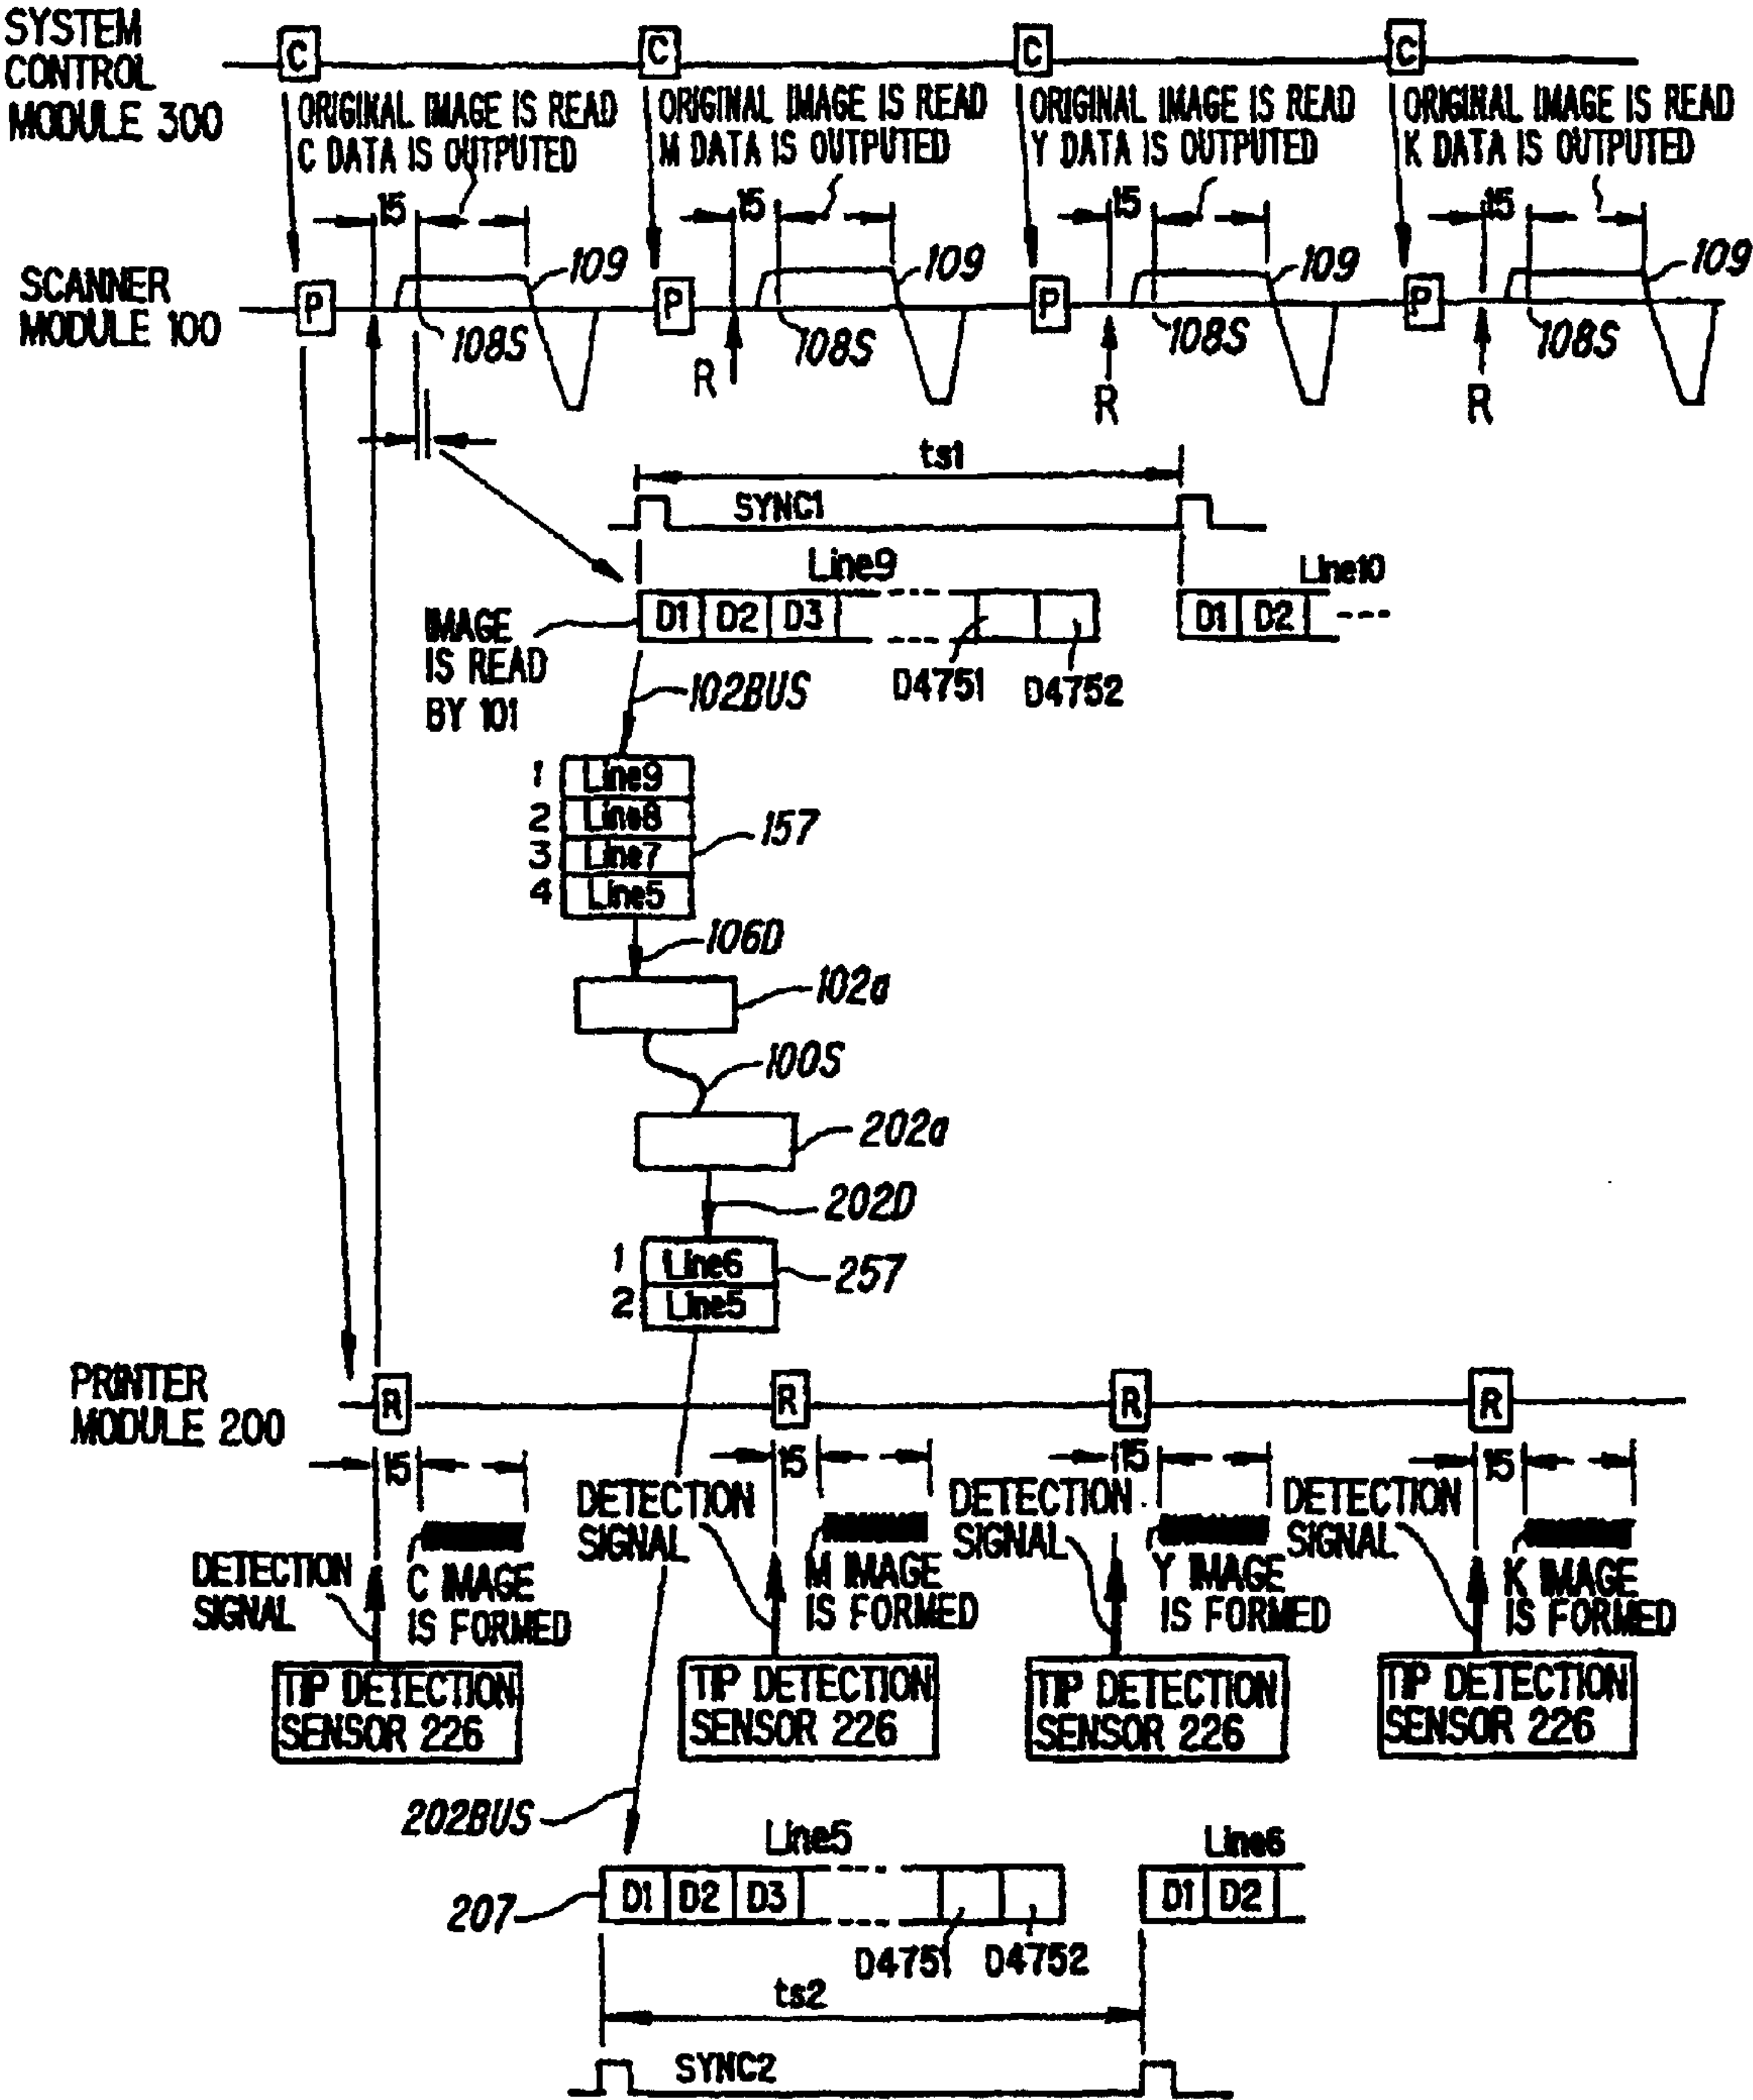 SYSTEM
CONTROL
MODULE 300
C
C
C
C
ORIGINAL IMAGE IS READ
C DATA IS OUTPUTED
ORIGINAL IMAGE IS READ
M DATA IS OUTPUTED
ORIGINAL IMAGE IS READ
Y DATA IS OUTPUTED
ORIGINAL IMAGE IS READ
K DATA IS OUTPUTED
15
15
15
15
SCANNER
MODULE 100
P
109
P
109
P
109
P
109
108S
108S
108S
108S
R
R
R
ts1
SYNC1
Line9
Line10
IMAGE
IS READ
BY 101
D1 D2 D3
D1 D2
D4751
D4752
102BUS
1 Line9
2 Line8
3 Line7
4 Line5
157
106D
102a
100S
202a
202D
1 Line6
2 Line5
257
PRINTER
MODULE 200
R
R
R
R
15
15
15
15
DETECTION
SIGNAL
C IMAGE
IS FORMED
DETECTION
SIGNAL
M IMAGE
IS FORMED
DETECTION
SIGNAL
Y IMAGE
IS FORMED
DETECTION
SIGNAL
K IMAGE
IS FORMED
TIP DETECTION
SENSOR 226
TIP DETECTION
SENSOR 226
TIP DETECTION
SENSOR 226
TIP DETECTION
SENSOR 226
202BUS
Line5
Line6
207
D1 D2 D3
D1 D2
D4751
D4752
ts2
SYNC2